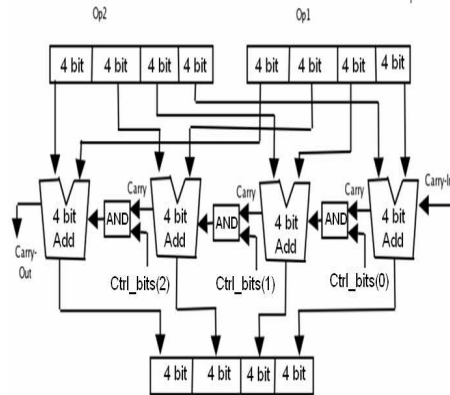 Op2 Op1
4 bit 4 bit 4 bit 4 bit 4 bit 4 bit 4 bit 4 bit
Carry Carry Carry Carry-In
4 bit Add AND 4 bit Add AND 4 bit Add AND 4 bit Add
Carry-Out
Ctrl_bits(2) Ctrl_bits(1) Ctrl_bits(0)
4 bit 4 bit 4 bit 4 bit